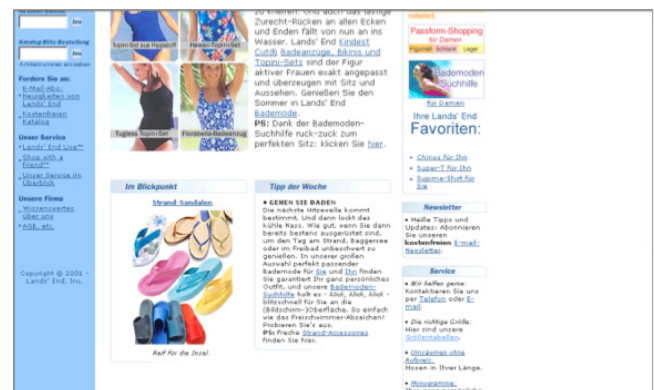 Katalog-Blitz-Bestellung
Artikelnummer eingeben
Fordern Sie an:
E-Mail-Abo:
Neuigkeiten von
Lands' End
Kostenfreien
Katalog
Unser Service
Lands' End Live™
Shop with a
Friend™
Unser Service im
Überblick
Unsere Firma
Wissenswertes
über uns
AGB, etc.
Copyright © 2001 -
Lands' End, Inc.
Topini-Set aus Rippstoff
Hawaii-Topini-Set
Tugless Topini-Set
Floraberia-Badeanzug
Zurecht-Rücken an allen Ecken
und Enden fällt von nun an ins
Wasser. Lands' End Kindest
Cut® Badeanzüge, Bikinis und
Topini-Sets sind der Figur
aktiver Frauen exakt angepasst
und überzeugen mit Sitz und
Aussehen. Genießen Sie den
Sommer in Lands' End
Bademode.
PS: Dank der Bademoden-
Suchhilfe ruck-zuck zum
perfekten Sitz: klicken Sie hier.
Im Blickpunkt
Strand-Sandalen
Reif für die Insel.
Tipp der Woche
• GEHEN SIE BADEN
Die nächste Hitzewelle kommt
bestimmt. Und dann lockt das
kühle Nass. Wie gut, wenn Sie dann
bereits bestens ausgerüstet sind,
um den Tag am Strand, Baggersee
oder im Freibad unbeschwert zu
genießen. In unserer großen
Auswahl perfekt passender
Bademode für Sie und Ihn finden
Sie garantiert Ihr ganz persönliches
Outfit, und unsere Bademoden-
Suchhilfe holt es - klick, klick, klick -
blitzschnell für Sie an die
(Bildschirm-)Oberfläche. So einfach
wie das Freischwimmer-Abzeichen!
Probieren Sie's aus.
PS: Freche Strand-Accessoires
finden Sie hier.
Passform-Shopping
für Damen
Figurnah Schlank Leger
Bademoden
Suchhilfe
für Damen
Ihre Lands' End
Favoriten:
• Chinos für Ihn
• Super-T für Ihn
• Supima-Shirt für
Sie
Newsletter
• Heiße Tipps und
Updates: Abonnieren
Sie unseren
kostenfreien E-mail-
Newsletter.
Service
• Wir helfen gerne:
Kontaktieren Sie uns
per Telefon oder E-
mail.
• Die richtige Größe:
Hier sind unsere
Größentabellen.
• Umsäumen ohne
Aufpreis:
Hosen in Ihrer Länge.
• Monogramme: